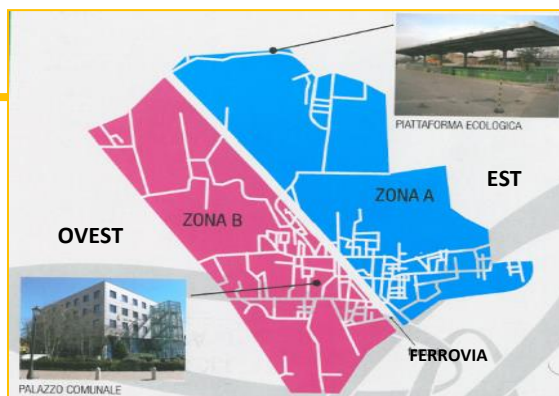 PIATTAFORMA ECOLOGICA
EST
ZONA A
ZONA B
OVEST
FERROVIA
PALAZZO COMUNALE